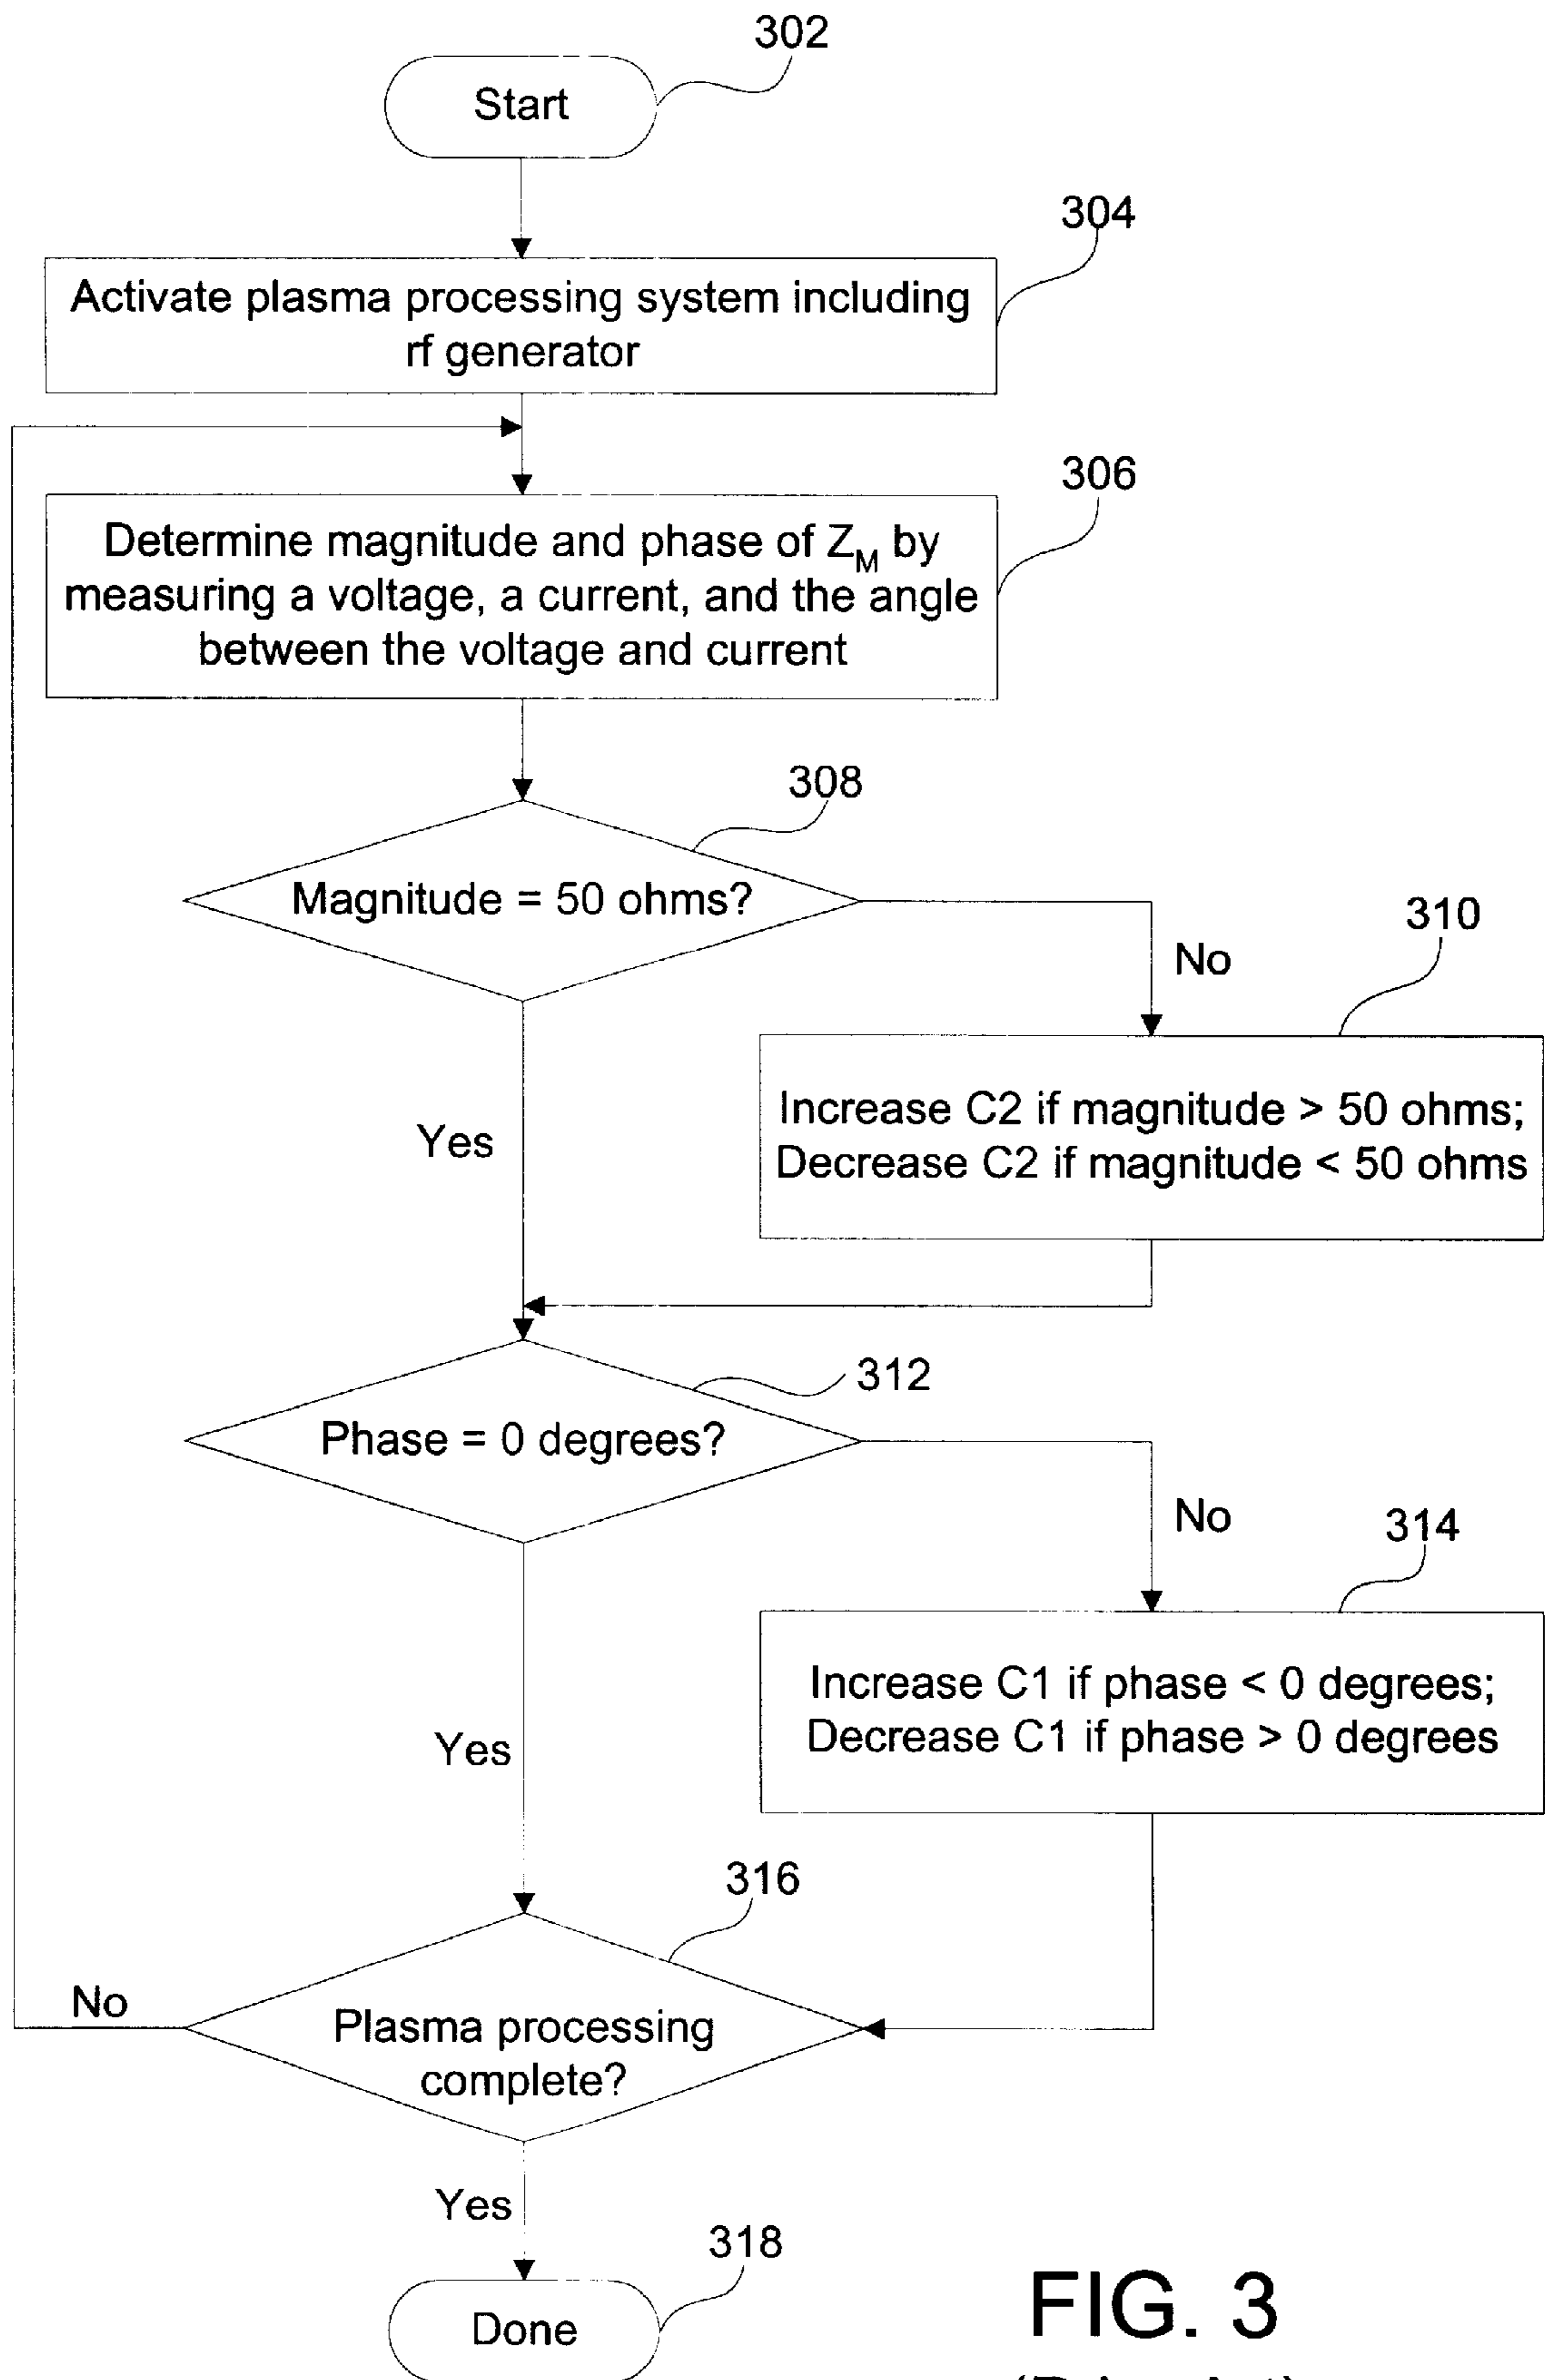 302
Start
304
Activate plasma processing system including
rf generator
306
Determine magnitude and phase of ZM by
measuring a voltage, a current, and the angle
between the voltage and current
308
Magnitude = 50 ohms?
310
No
Increase C2 if magnitude > 50 ohms;
Decrease C2 if magnitude < 50 ohms
Yes
312
Phase = 0 degrees?
No
314
Increase C1 if phase < 0 degrees;
Decrease C1 if phase > 0 degrees
Yes
316
No
Plasma processing
complete?
Yes
318
Done
FIG. 3